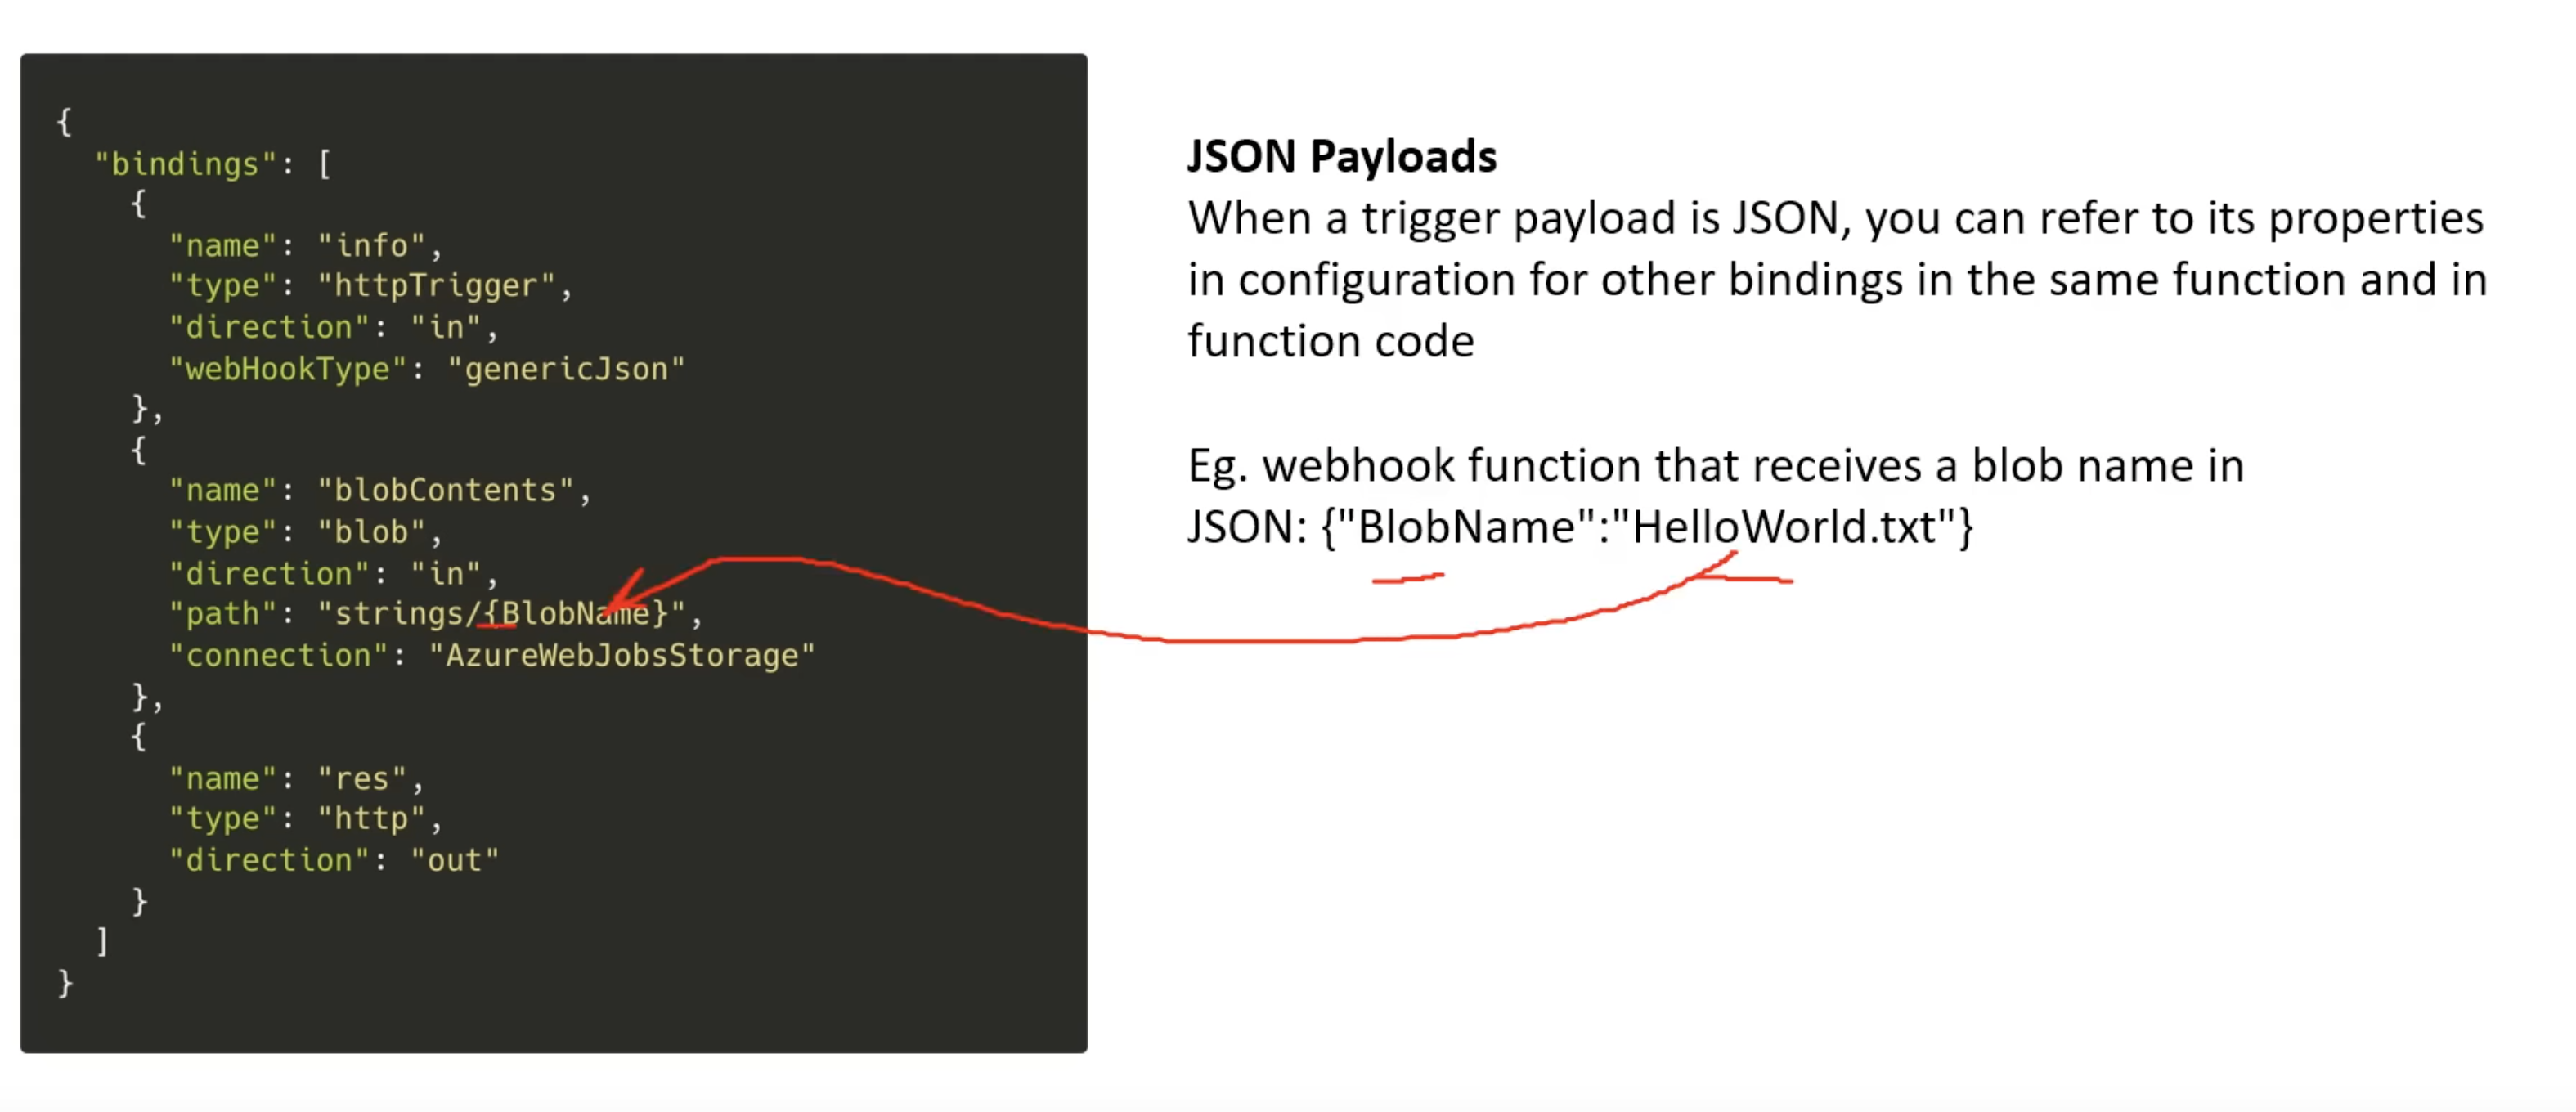 {
"bindings": [
{
"name": "info",
"type": "httpTrigger",
"direction": "in",
"webHookType": "genericJson"
},
{
"name": "blobContents",
"type": "blob",
"direction": "in",
"path": "strings/{BlobName}",
"connection": "AzureWebJobsStorage"
},
{
"name": "res",
"type": "http",
"direction": "out"
}
]
}
JSON Payloads
When a trigger payload is JSON, you can refer to its properties
in configuration for other bindings in the same function and in
function code
Eg. webhook function that receives a blob name in
JSON: {"BlobName":"HelloWorld.txt"}